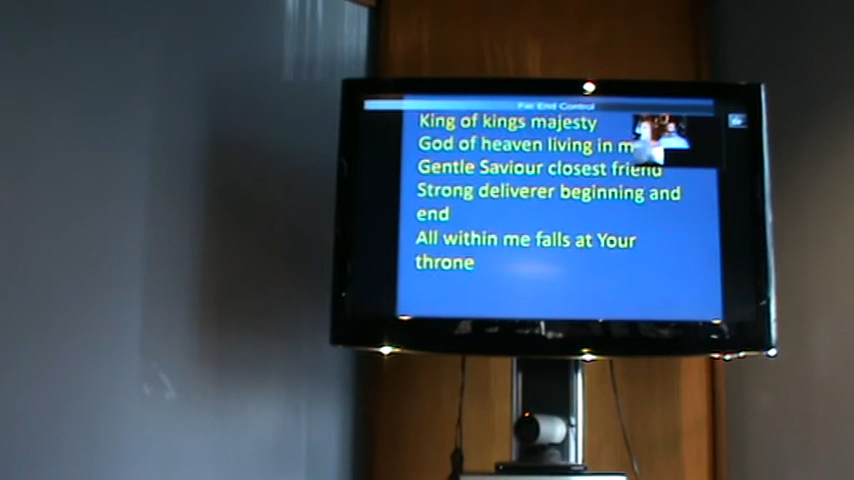 Far End Control
King of kings majesty
God of heaven living in m
Gentle Saviour closest friend
Strong deliverer beginning and
end
All within me falls at Your
throne